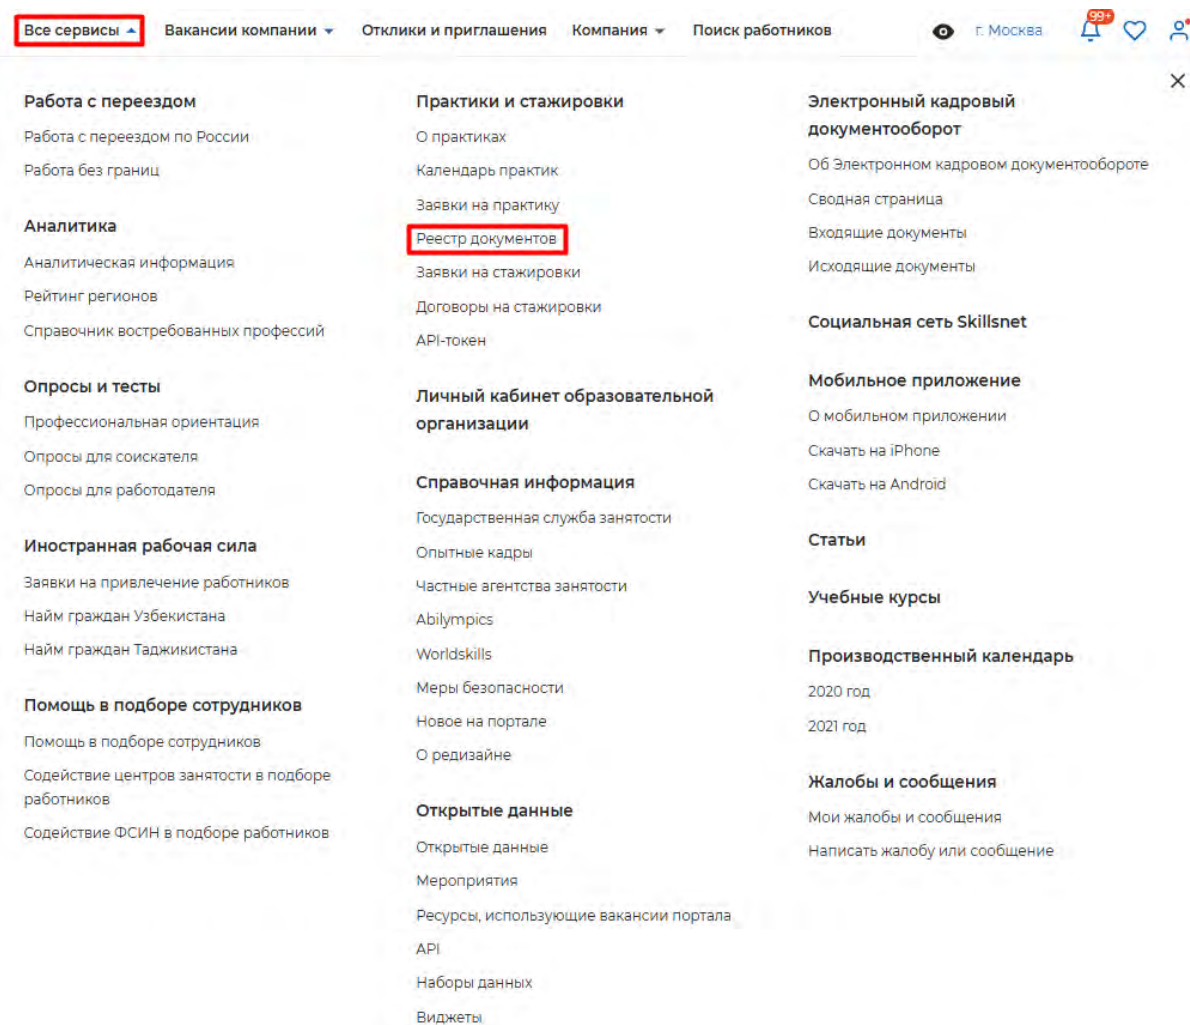 Все сервисы
Вакансии компании
Отклики и приглашения
Компания
Поиск работников
г. Москва
99+
Работа с переездом
Работа с переездом по России
Работа без границ
Аналитика
Аналитическая информация
Рейтинг регионов
Справочник востребованных профессий
Опросы и тесты
Профессиональная ориентация
Опросы для соискателя
Опросы для работодателя
Иностранная рабочая сила
Заявки на привлечение работников
Найм граждан Узбекистана
Найм граждан Таджикистана
Помощь в подборе сотрудников
Помощь в подборе сотрудников
Содействие центров занятости в подборе
работников
Содействие ФСИН в подборе работников
Практики и стажировки
О практиках
Календарь практик
Заявки на практику
Реестр документов
Заявки на стажировки
Договоры на стажировки
API-токен
Личный кабинет образовательной
организации
Справочная информация
Государственная служба занятости
Опытные кадры
Частные агентства занятости
Abilympics
Worldskills
Меры безопасности
Новое на портале
О редизайне
Открытые данные
Открытые данные
Мероприятия
Ресурсы, использующие вакансии портала
API
Наборы данных
Виджеты
Электронный кадровый
документооборот
Об Электронном кадровом документообороте
Сводная страница
Входящие документы
Исходящие документы
Социальная сеть Skillsnet
Мобильное приложение
О мобильном приложении
Скачать на iPhone
Скачать на Android
Статьи
Учебные курсы
Производственный календарь
2020 год
2021 год
Жалобы и сообщения
Мои жалобы и сообщения
Написать жалобу или сообщение